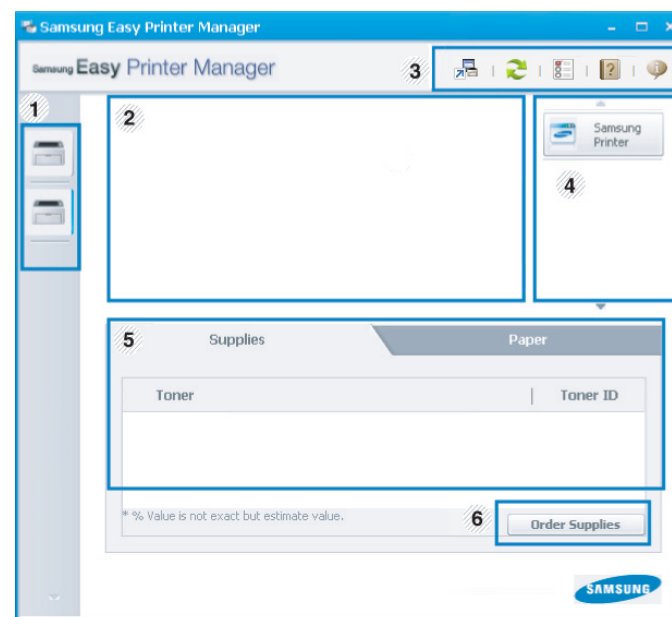 Samsung Easy Printer Manager
Samsung Easy Printer Manager
3
1
2
Samsung
Printer
4
5
Supplies
Paper
Toner
Toner ID
* % Value is not exact but estimate value.
6
Order Supplies
SAMSUNG